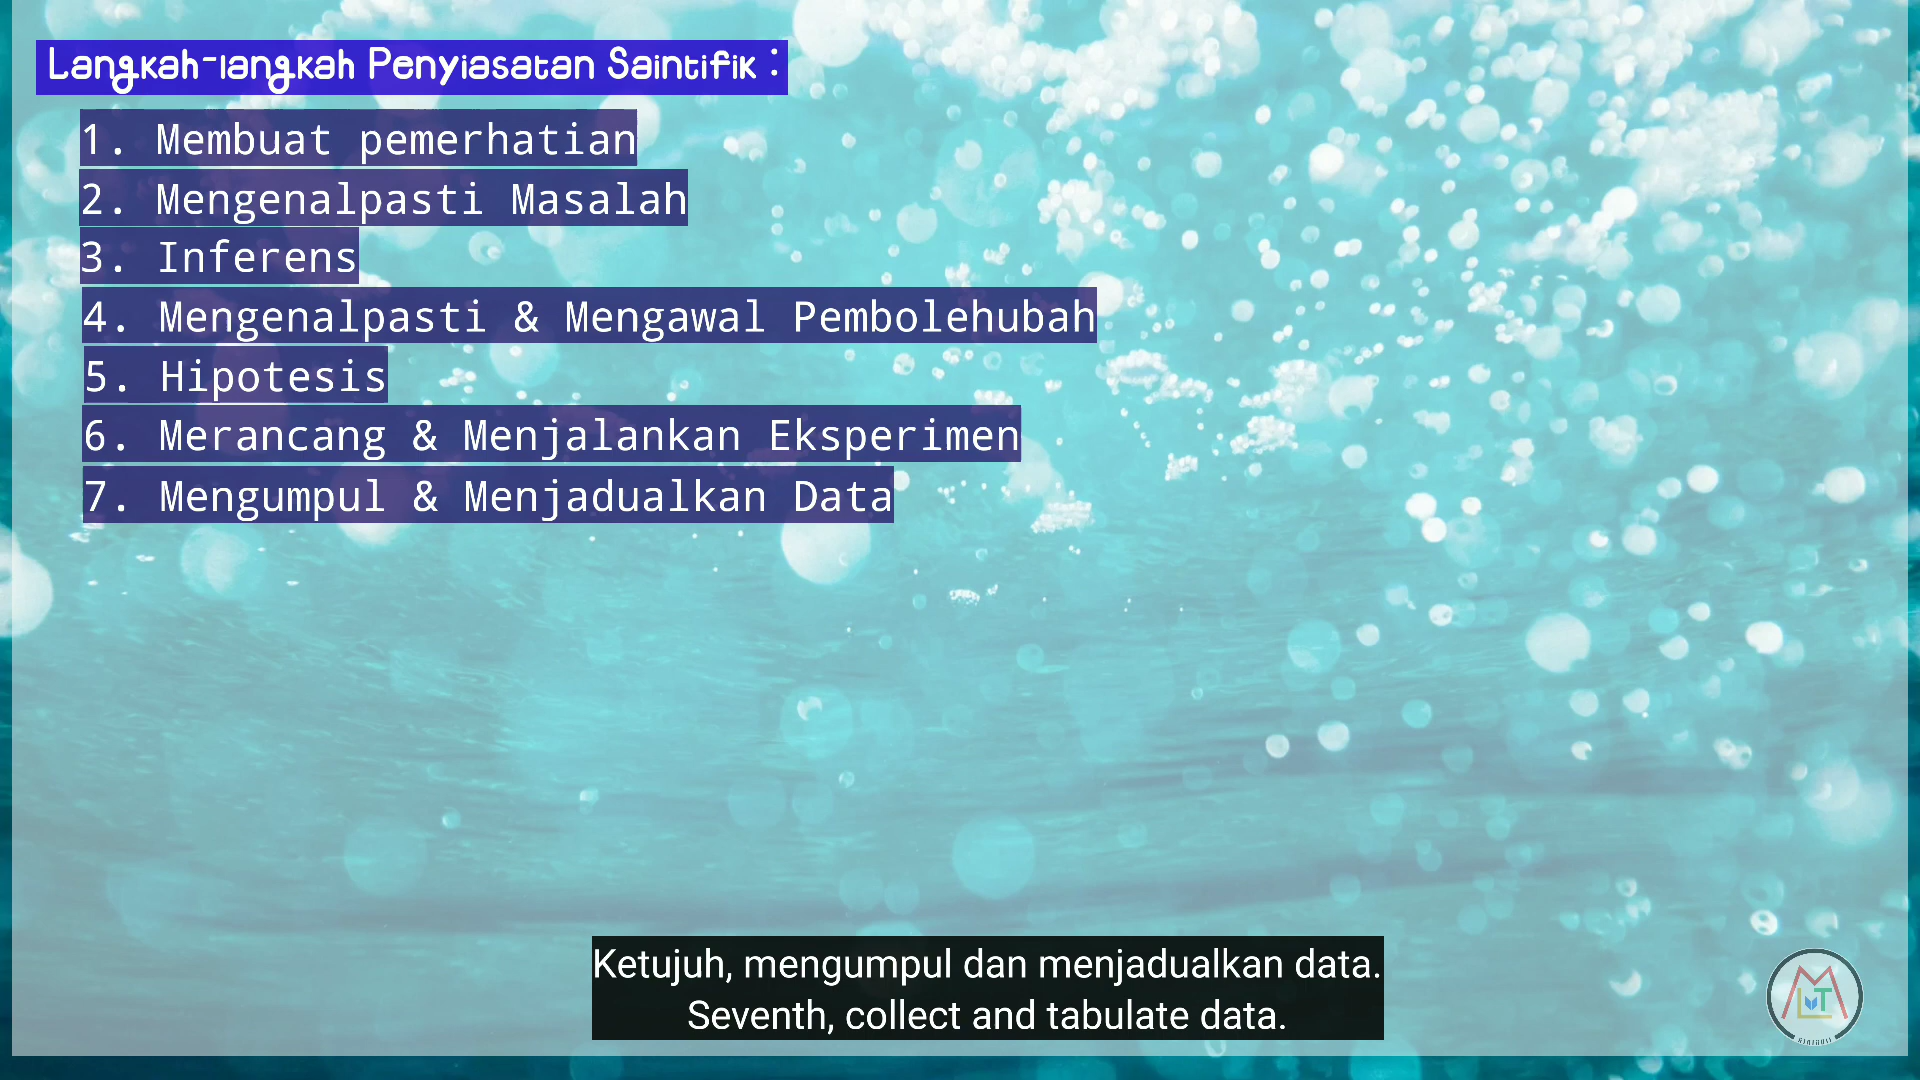 Langkah-langkah Penyiasatan Saintifik :
1. Membuat pemerhatian
2. Mengenalpasti Masalah
3. Inferens
4. Mengenalpasti & Mengawal Pembolehubah
5. Hipotesis
6. Merancang & Menjalankan Eksperimen
7. Mengumpul & Menjadualkan Data
Ketujuh, mengumpul dan menjadualkan data.
Seventh, collect and tabulate data.